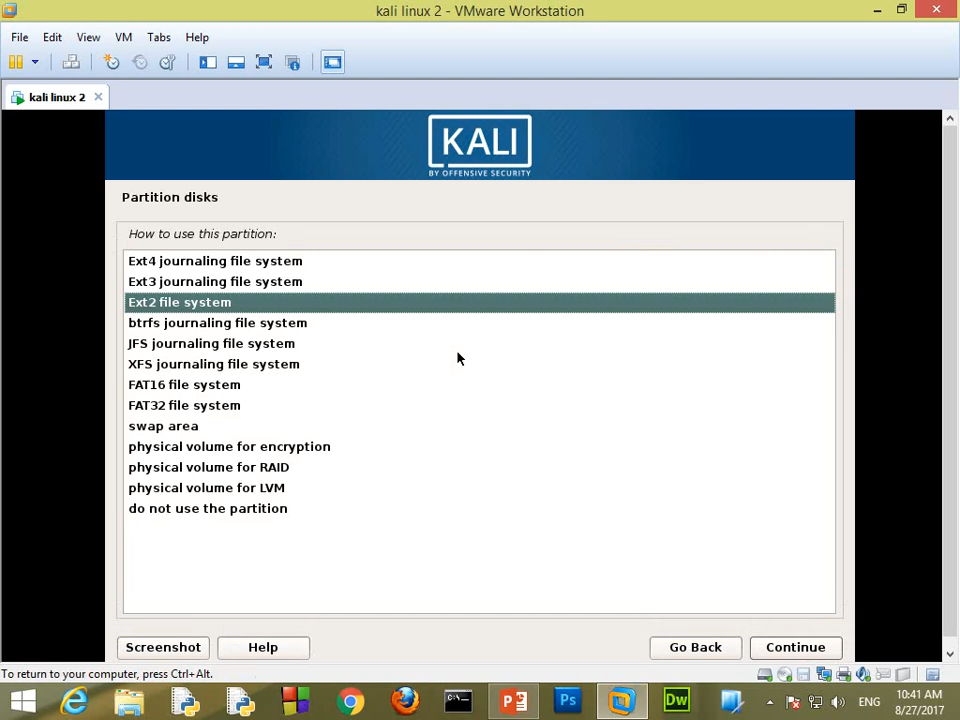 kali linux 2 - VMware Workstation
File Edit View VM Tabs Help
kali linux 2
KALI
BY OFFENSIVE SECURITY
Partition disks
How to use this partition:
Ext4 journaling file system
Ext3 journaling file system
Ext2 file system
btrfs journaling file system
JFS journaling file system
XFS journaling file system
FAT16 file system
FAT32 file system
swap area
physical volume for encryption
physical volume for RAID
physical volume for LVM
do not use the partition
Screenshot Help Go Back Continue
To return to your computer, press Ctrl+Alt.
Ps Dw ENG 10:41 AM
8/27/2017